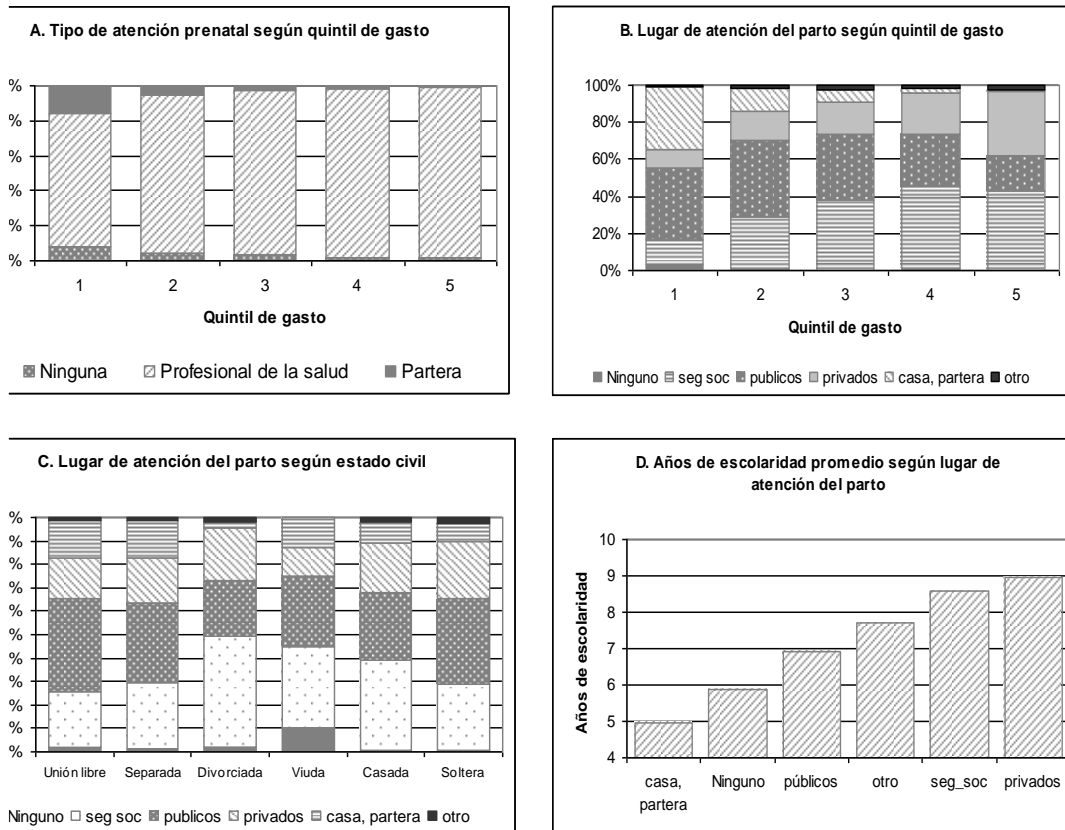 A. Tipo de atención prenatal según quintil de gasto
%
%
%
%
%
%
1 2 3 4 5
Quintil de gasto
Ninguna Profesional de la salud Partera
B. Lugar de atención del parto según quintil de gasto
100%
80%
60%
40%
20%
0%
1 2 3 4 5
Quintil de gasto
Ninguno seg soc publicos privados casa, partera otro
C. Lugar de atención del parto según estado civil
%
%
%
%
%
%
%
%
%
%
%
Unión libre Separada Divorciada Viuda Casada Soltera
Ninguno seg soc publicos privados casa, partera otro
D. Años de escolaridad promedio según lugar de
atención del parto
Años de escolaridad
10
9
8
7
6
5
4
casa, Ninguno públicos otro seg_soc privados
partera